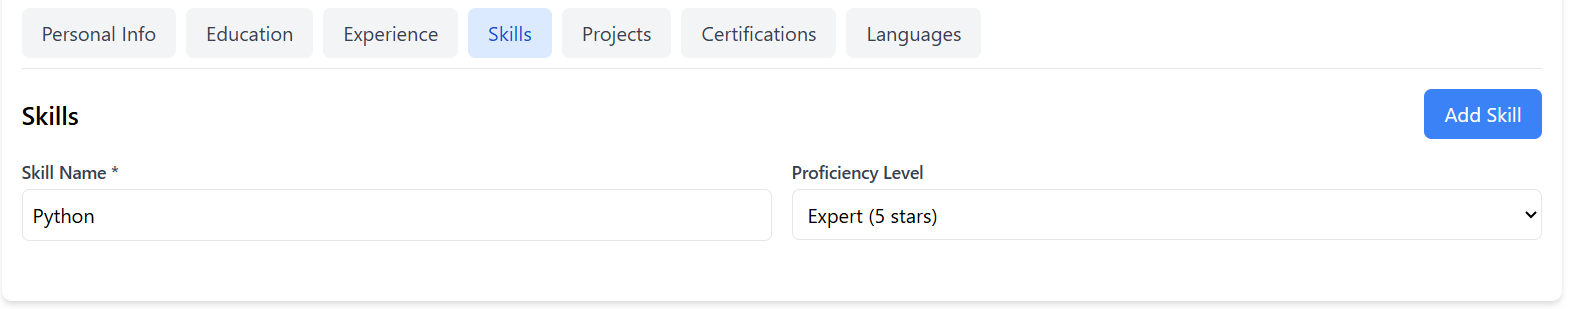 Personal Info Education Experience Skills Projects Certifications Languages
Skills Add Skill
Skill Name * Proficiency Level
Python Expert (5 stars)